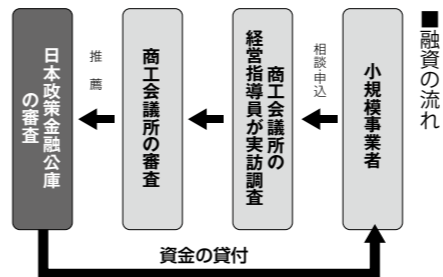 ■融資の流れ
小規模事業者
相談・申込
商工会議所の
経営指導員が実訪調査
商工会議所の審査
推薦
日本政策金融公庫
の審査
資金の貸付